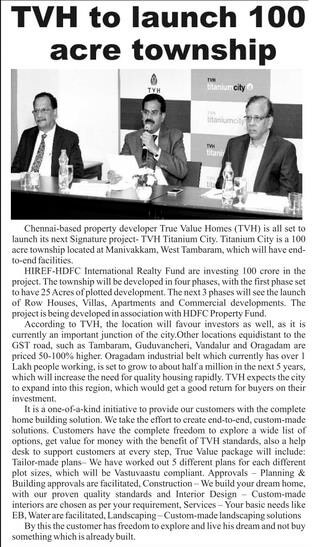 TVH to launch 100
acre township
TVH
TVH
titaniumcity
TVH
titaniumcity
TVH
titaniu
Chennai-based property developer True Value Homes (TVH) is all set to
launch its next Signature project- TVH Titanium City. Titanium City is a 100
acre township located at Manivakkam, West Tambaram, which will have end-
to-end facilities.
HIREF-HDFC International Realty Fund are investing 100 crore in the
project. The township will be developed in four phases, with the first phase set
to have 25 Acres of plotted development. The next 3 phases will see the launch
of Row Houses, Villas, Apartments and Commercial developments. The
project is being developed in association with HDFC Property Fund.
According to TVH, the location will favour investors as well, as it is
currently an important junction of the city.Other locations equidistant to the
GST road, such as Tambaram, Guduvancheri, Vandalur and Oragadam are
priced 50-100% higher. Oragadam industrial belt which currently has over 1
Lakh people working, is set to grow to about half a million in the next 5 years,
which will increase the need for quality housing rapidly. TVH expects the city
to expand into this region, which would get a good return for buyers on their
investment.
It is a one-of-a-kind initiative to provide our customers with the complete
home building solution. We take the effort to create end-to-end, custom-made
solutions. Customers have the complete freedom to explore a wide list of
options, get value for money with the benefit of TVH standards, also a help
desk to support customers at every step, True Value package will include:
Tailor-made plans– We have worked out 5 different plans for each different
plot sizes, which will be Vastuvaastu compliant. Approvals – Planning &
Building approvals are facilitated, Construction – We build your dream home,
with our proven quality standards and Interior Design – Custom-made
interiors are chosen as per your requirement, Services – Your basic needs like
EB, Water are facilitated, Landscaping – Custom-made landscaping solutions
By this the customer has freedom to explore and live his dream and not buy
something which is already built.